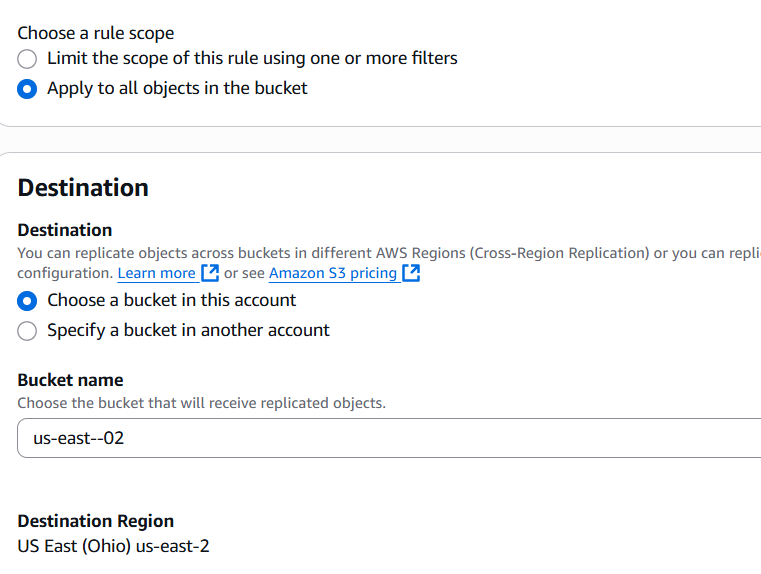 Choose a rule scope
Limit the scope of this rule using one or more filters
Apply to all objects in the bucket
Destination
Destination
You can replicate objects across buckets in different AWS Regions (Cross-Region Replication) or you can repli
configuration. Learn more or see Amazon S3 pricing
Choose a bucket in this account
Specify a bucket in another account
Bucket name
Choose the bucket that will receive replicated objects.
us-east--02
Destination Region
US East (Ohio) us-east-2